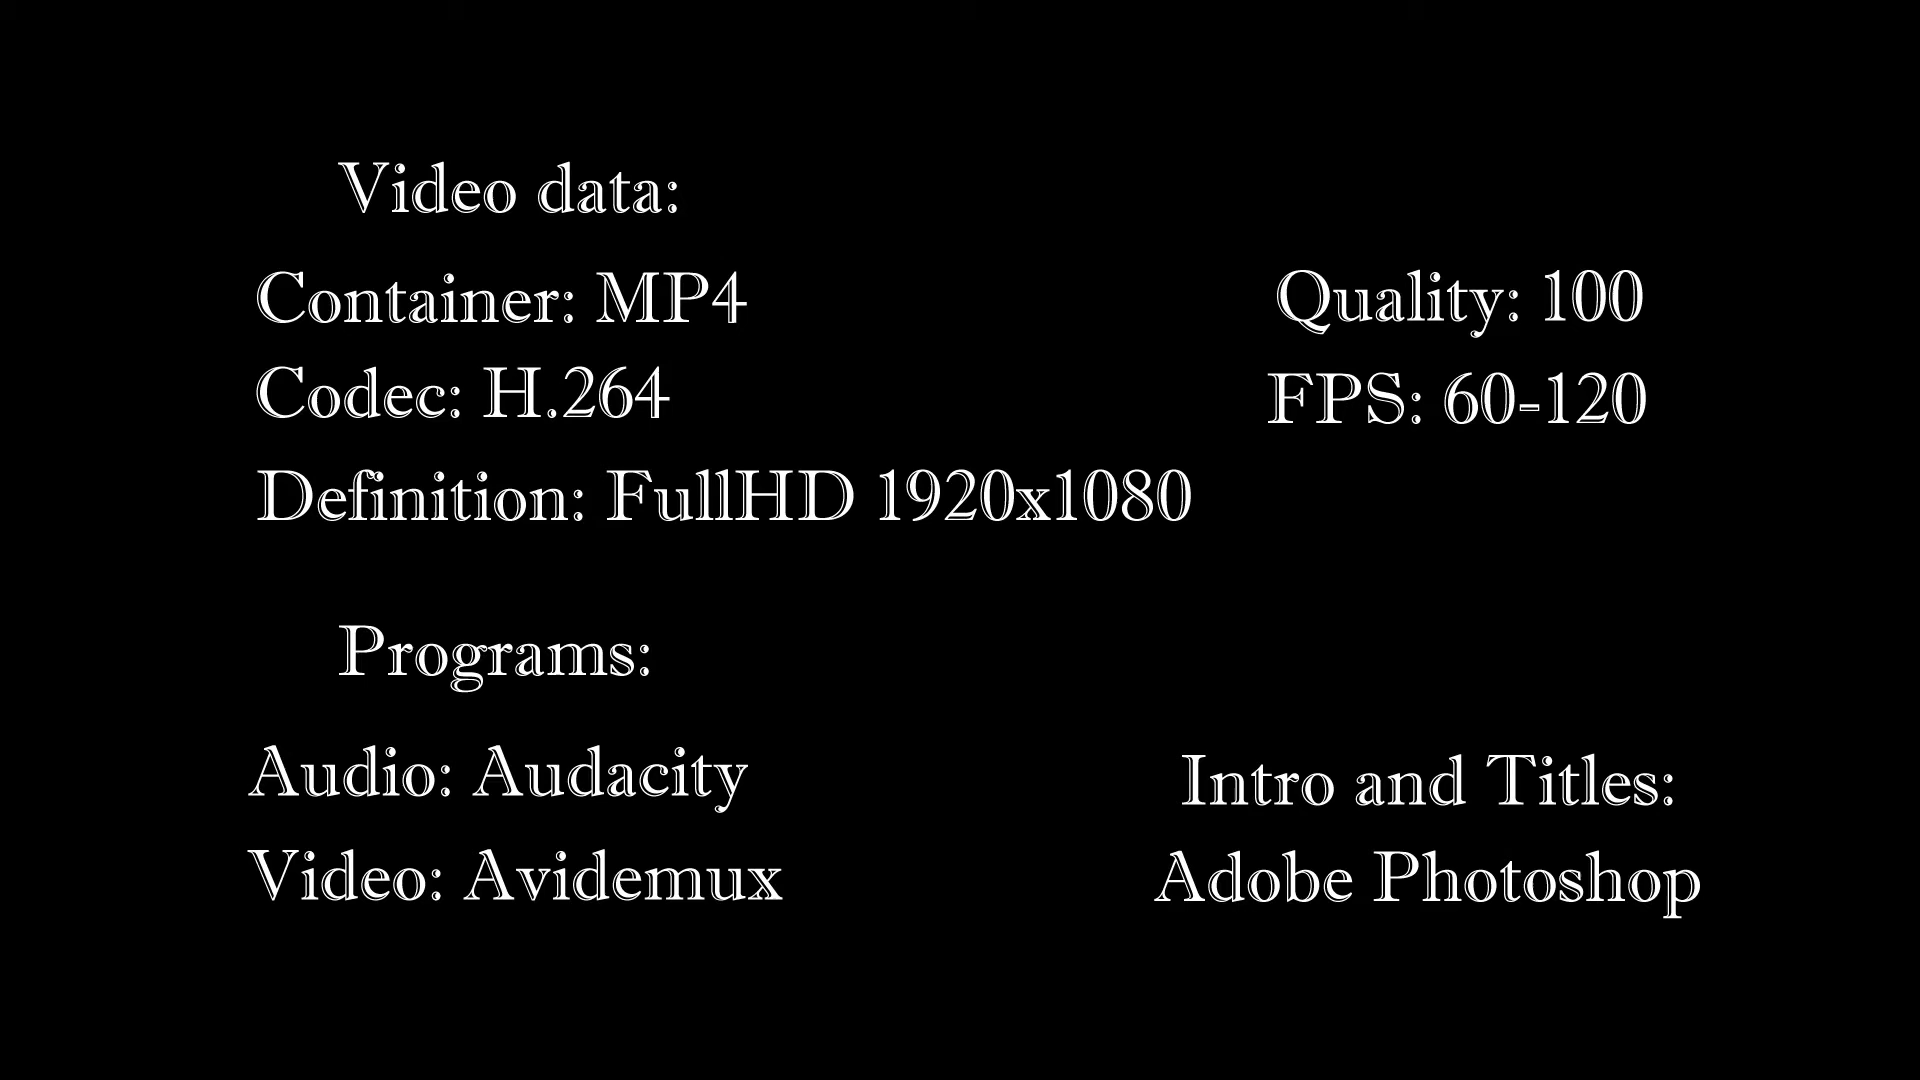 Video data:
Container: MP4
Quality: 100
Codec: H.264
FPS: 60-120
Definition: FullHD 1920x1080
Programs:
Audio: Audacity
Intro and Titles:
Video: Avidemux
Adobe Photoshop